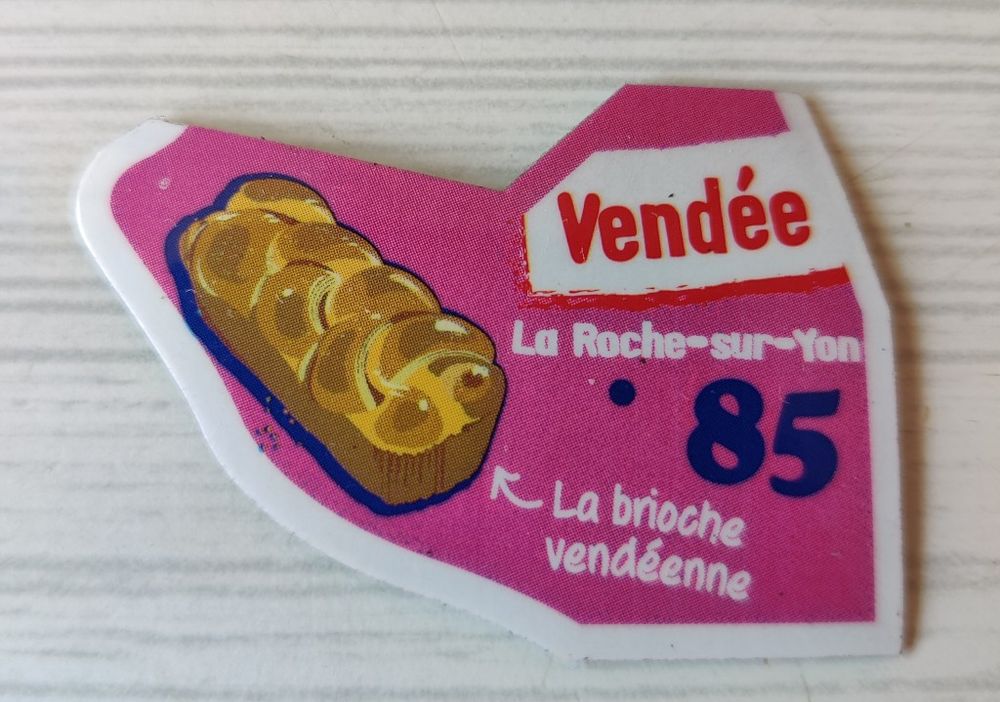 Vendée
La Roche-sur-Yon
85
La brioche
vendéenne